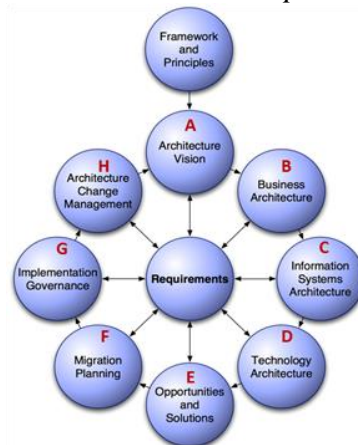 Framework
and
Principles
A
Architecture
Vision
B
Business
Architecture
C
Information
Systems
Architecture
D
Technology
Architecture
E
Opportunities
and
Solutions
F
Migration
Planning
G
Implementation
Governance
H
Architecture
Change
Management
Requirements